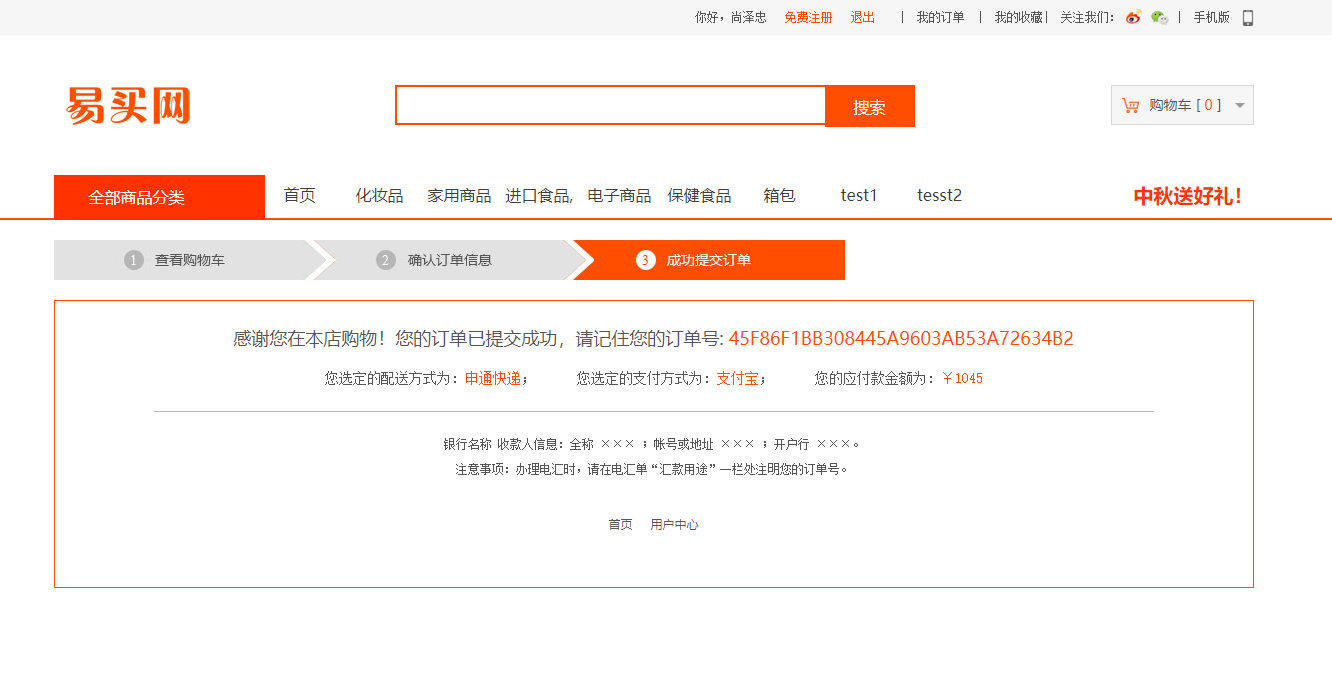 你好，尚泽忠 免费注册 退出 | 我的订单 | 我的收藏| 关注我们： | 手机版
易买网
搜索
购物车 [ 0 ]
全部商品分类 首页 化妆品 家用商品 进口食品, 电子商品 保健食品 箱包 test1 tesst2 中秋送好礼！
1 查看购物车 2 确认订单信息 3 成功提交订单
感谢您在本店购物！您的订单已提交成功，请记住您的订单号: 45F86F1BB308445A9603AB53A72634B2
您选定的配送方式为：申通快递； 您选定的支付方式为：支付宝； 您的应付款金额为：￥1045
银行名称 收款人信息：全称 ××× ；帐号或地址 ××× ；开户行 ×××。
注意事项：办理电汇时，请在电汇单“汇款用途”一栏处注明您的订单号。
首页 用户中心